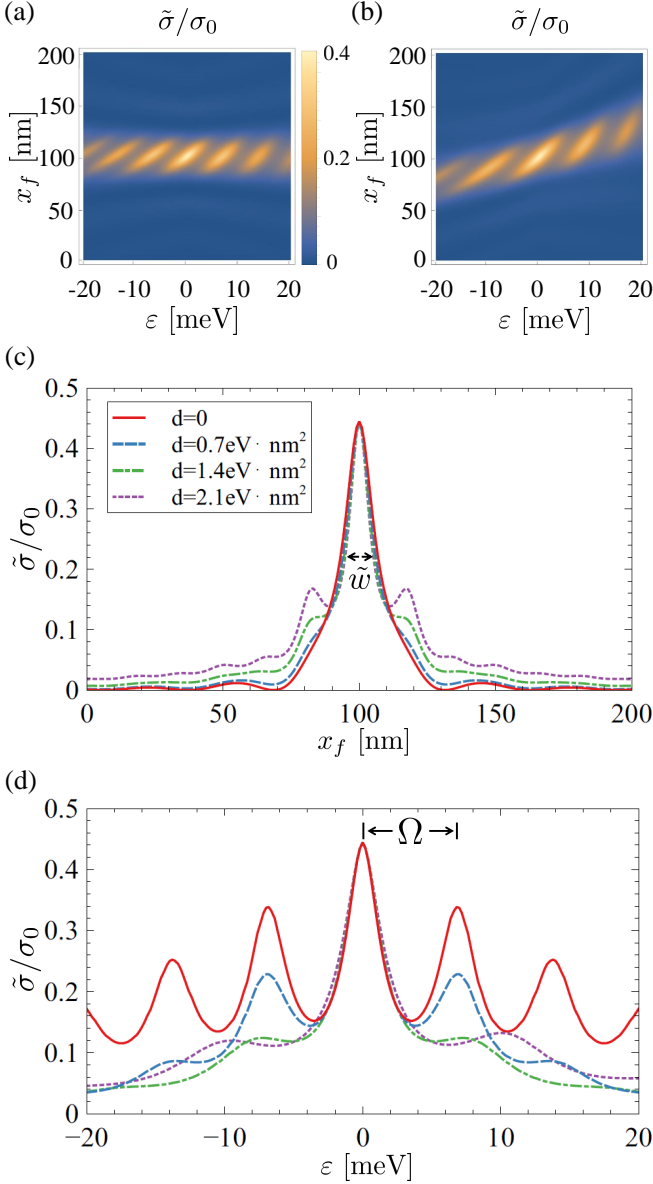 (a) σ̃/σ₀ (b) σ̃/σ₀
200 0.4 200
150 150
x_f [nm] 100 0.2 x_f [nm] 100
50 50
0 0 0
-20 -10 0 10 20 -20 -10 0 10 20
ε [meV] ε [meV]
(c)
0.5
d=0
d=0.7eV· nm²
0.4
d=1.4eV· nm²
d=2.1eV· nm²
0.3
σ̃/σ₀
0.2
w̃
0.1
0
0 50 100 150 200
x_f [nm]
(d)
0.5
Ω
0.4
0.3
σ̃/σ₀
0.2
0.1
0
−20 −10 0 10 20
ε [meV]